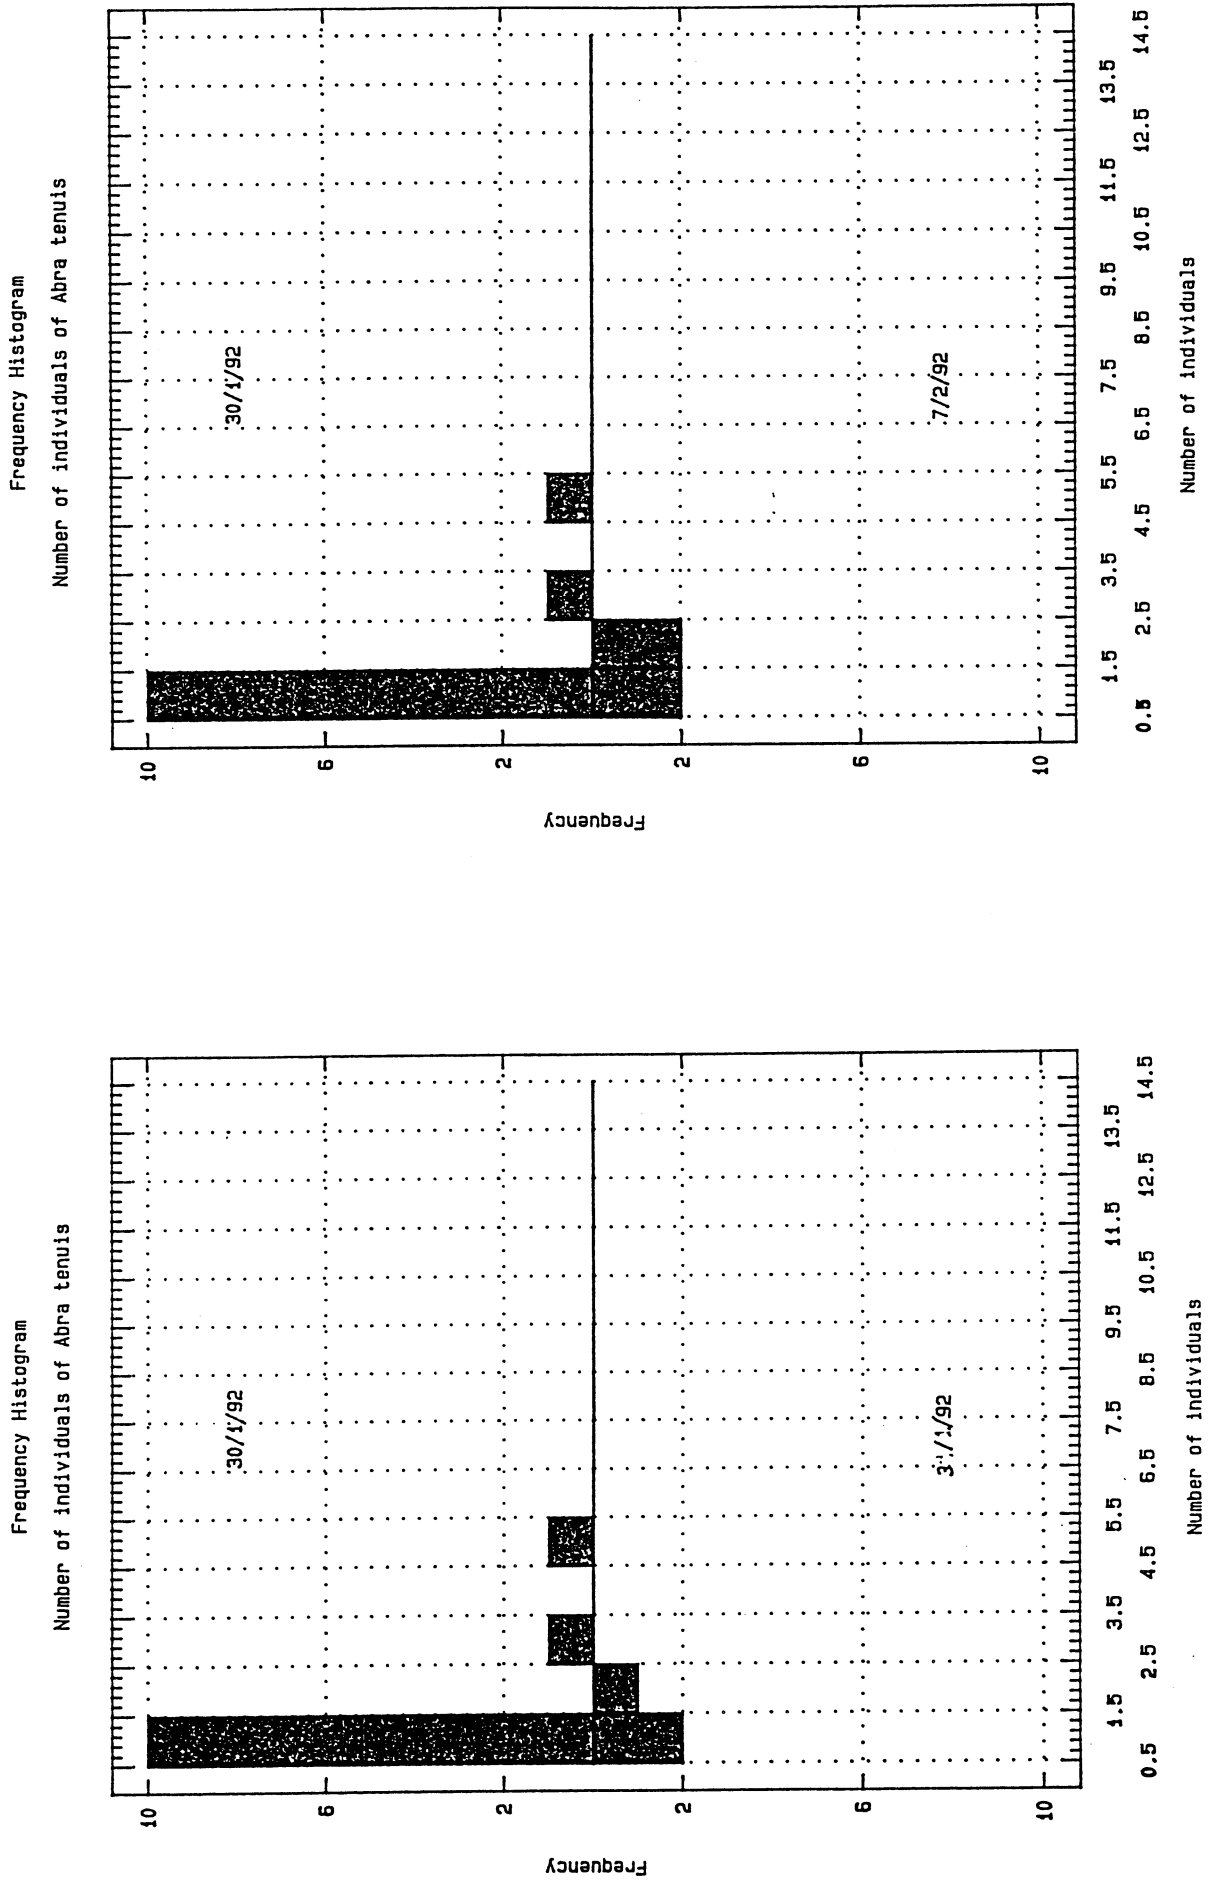 Frequency Histogram
Number of individuals of Abra tenuis
Frequency
10
6
2
2
6
10
30/1/92
/1/92
0.5 1.5 2.5 3.5 4.5 5.5 6.5 7.5 8.5 9.5 10.5 11.5 12.5 13.5 14.5
Number of individuals
Frequency Histogram
Number of individuals of Abra tenuis
Frequency
10
6
2
2
6
10
30/1/92
7/2/92
0.5 1.5 2.5 3.5 4.5 5.5 6.5 7.5 8.5 9.5 10.5 11.5 12.5 13.5 14.5
Number of individuals